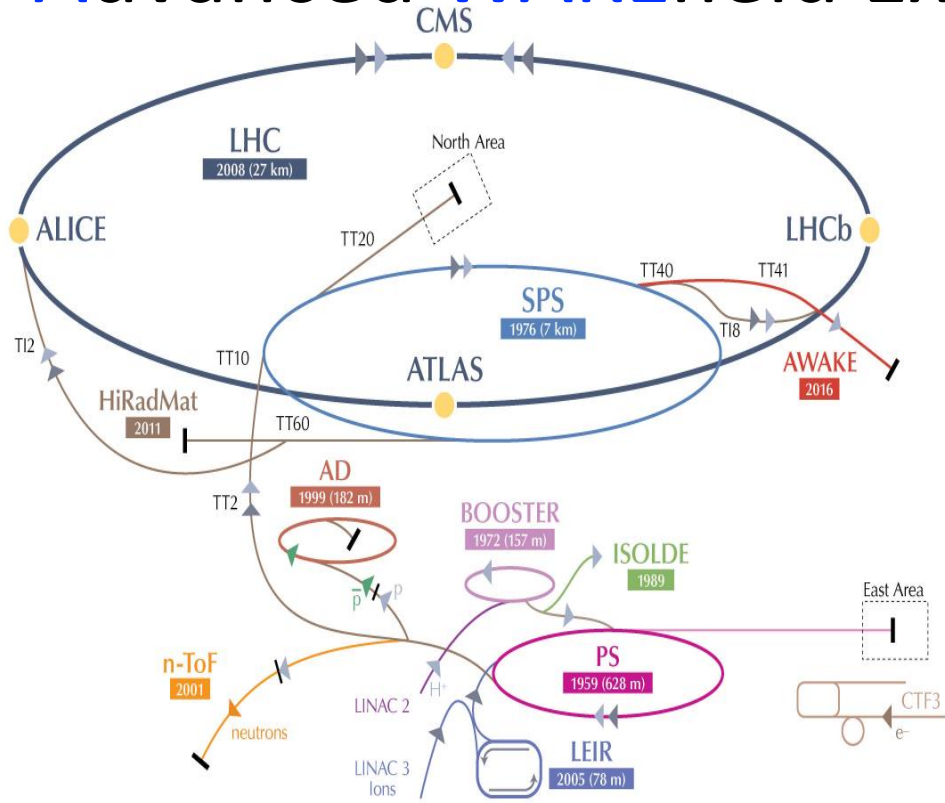 Advanced WAKEfield
CMS
LHC
2008 (27 km)
North Area
ALICE
LHCb
TT20
TT40
TT41
SPS
1976 (7 km)
TI8
TI2
TT10
ATLAS
AWAKE
2016
HiRadMat
2011
TT60
AD
1999 (182 m)
TT2
BOOSTER
1972 (157 m)
ISOLDE
1989
p̅
p
East Area
n-ToF
2001
PS
1959 (628 m)
H⁺
LINAC 2
neutrons
CTF3
e⁻
LEIR
2005 (78 m)
LINAC 3
Ions